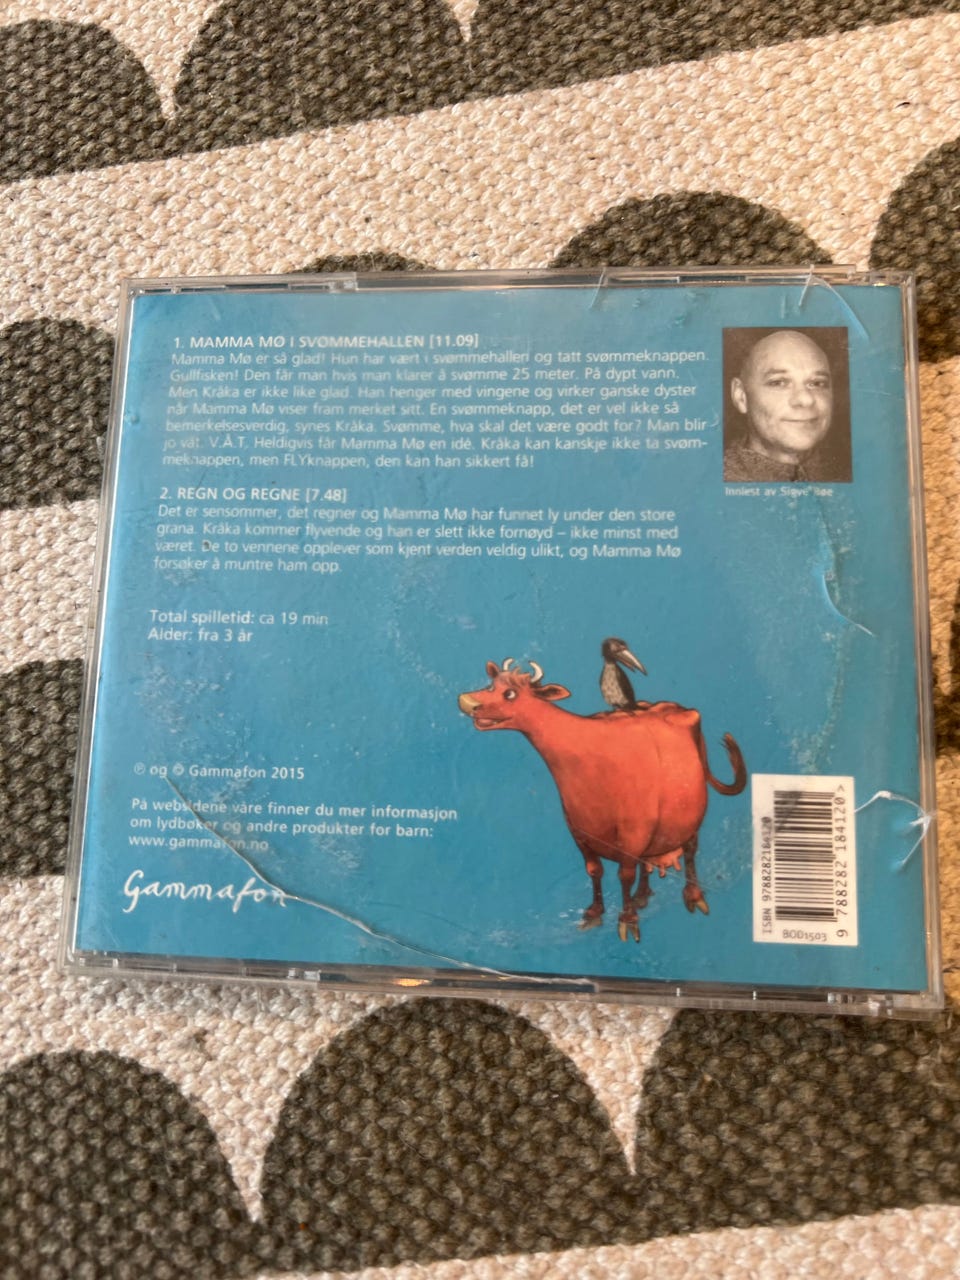 1. MAMMA MØ I SVØMMEHALLEN [11.09]
Mamma Mø er så glad! Hun har vært i svømmehallen og tatt svømmeknappen.
Gullfisken! Den får man hvis man klarer å svømme 25 meter. På dypt vann.
Men Kråka er ikke like glad. Han henger med vingene og virker ganske dyster
når Mamma Mø viser fram merket sitt. En svømmeknapp, det er vel ikke så
bemerkelsesverdig, synes Kråka. Svømme, hva skal det være godt for? Man blir
jo våt. V.Å.T. Heldigvis får Mamma Mø en idé. Kråka kan kanskje ikke ta svøm-
meknappen, men FLYknappen, den kan han sikkert få!
2. REGN OG REGNE [7.48]
Det er sensommer, det regner og Mamma Mø har funnet ly under den store
grana. Kråka kommer flyvende og han er slett ikke fornøyd – ikke minst med
været. De to vennene opplever som kjent verden veldig ulikt, og Mamma Mø
forsøker å muntre ham opp.
Total spilletid: ca 19 min
Alder: fra 3 år
Innlest av Sigve Bøe
℗ og © Gammafon 2015
På websidene våre finner du mer informasjon
om lydbøker og andre produkter for barn:
www.gammafon.no
Gammafon
ISBN 9788282184120
BOD1503
9 788282 184120 >